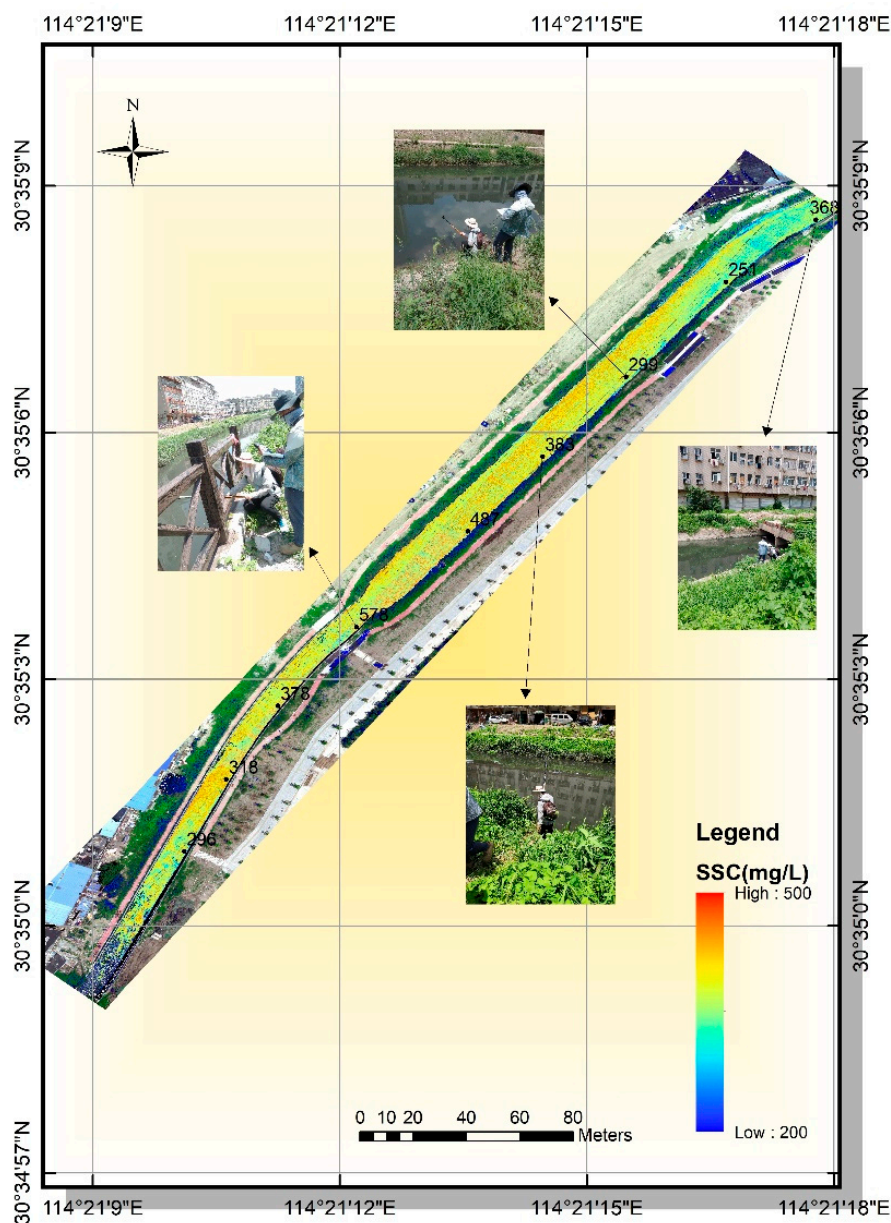 114°21'9"E 114°21'12"E 114°21'15"E 114°21'18"E
N
30°35'9"N 30°35'9"N
368
251
299
30°35'6"N 30°35'6"N
383
487
578
30°35'3"N 30°35'3"N
378
318
296
Legend
SSC(mg/L)
High : 500
Low : 200
30°35'0"N 30°35'0"N
0 10 20 40 60 80
Meters
30°34'57"N 30°34'57"N
114°21'9"E 114°21'12"E 114°21'15"E 114°21'18"E